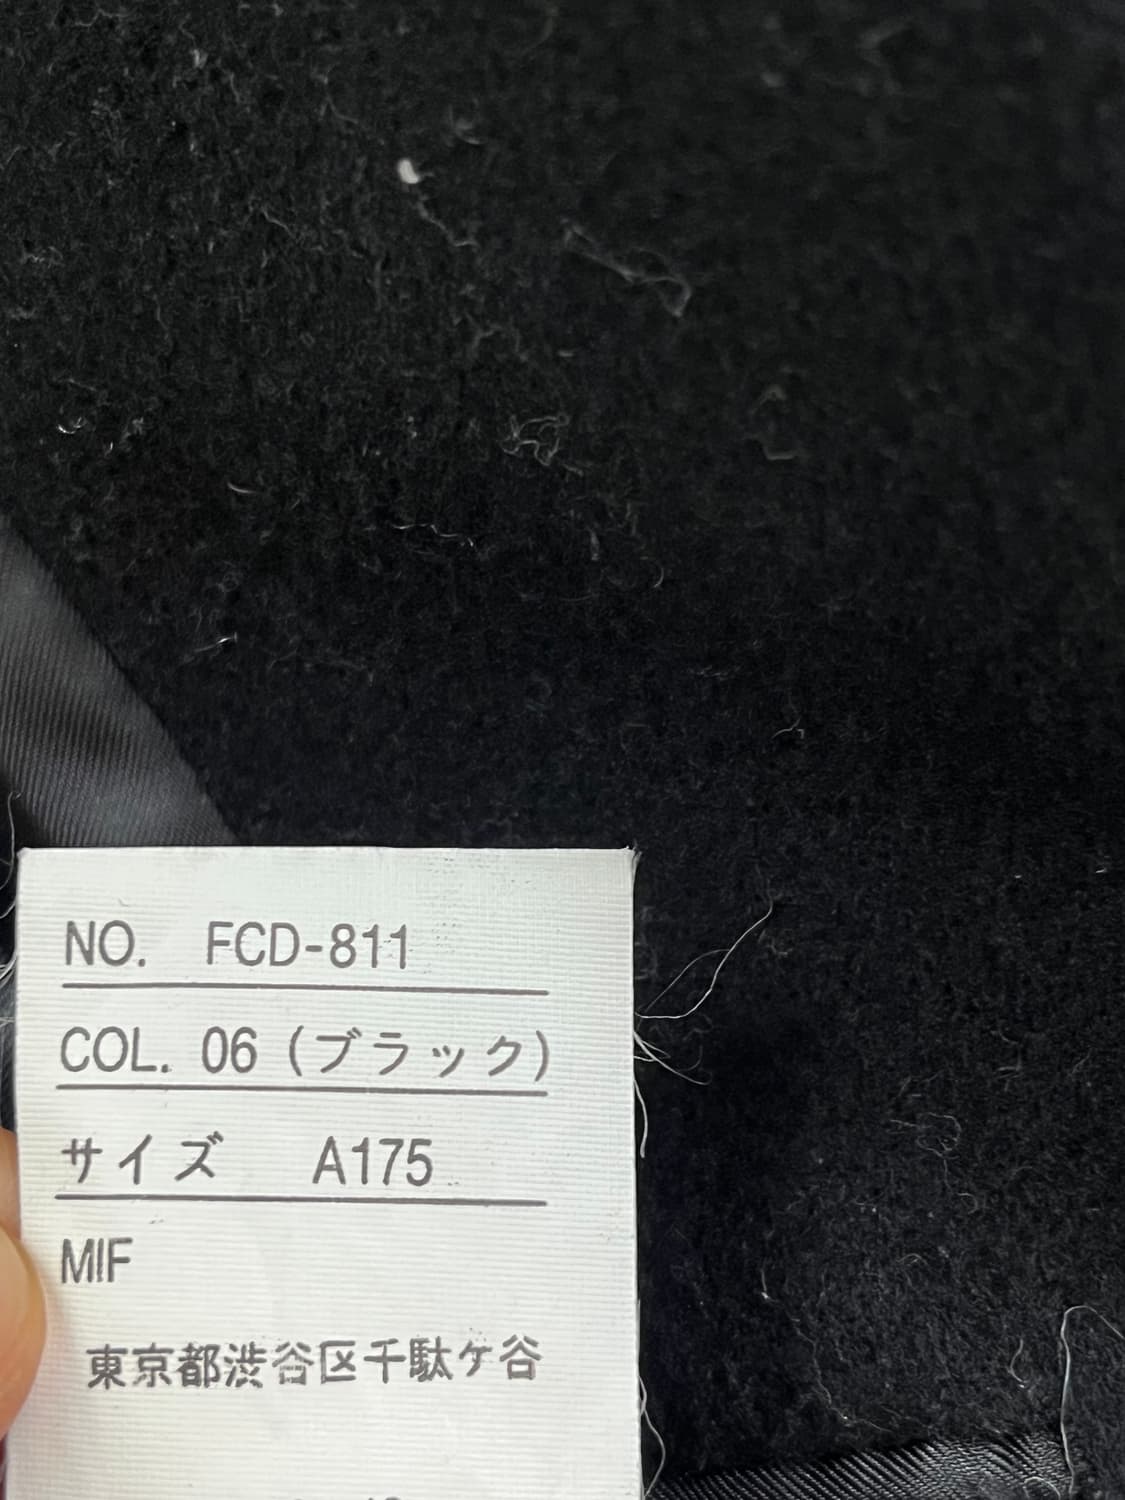 NO. FCD-811
COL. 06 (ブラック)
サイズ A175
MIF
東京都渋谷区千駄ケ谷